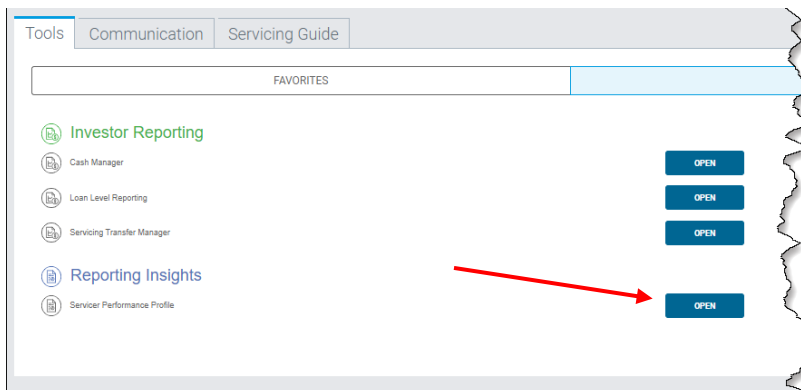 Tools Communication Servicing Guide
FAVORITES
Investor Reporting
Cash Manager OPEN
Loan Level Reporting OPEN
Servicing Transfer Manager OPEN
Reporting Insights
Servicer Performance Profile OPEN